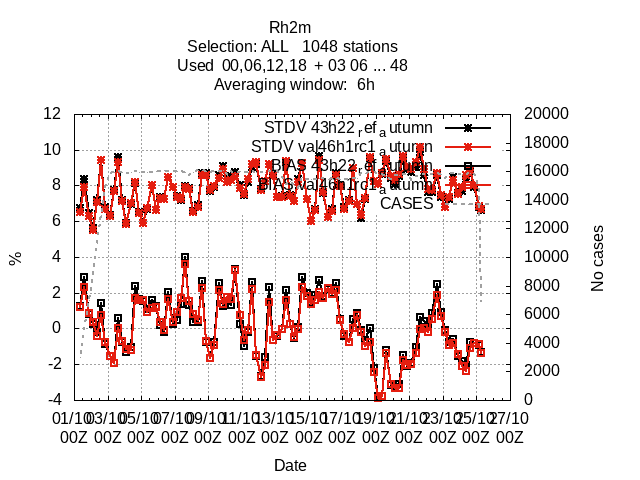 Rh2m
Selection: ALL 1048 stations
Used 00,06,12,18 + 03 06 ... 48
Averaging window: 6h
12
10
8
6
4
2
0
-2
-4
%
STDV 43h22_ref_autumn
STDV val46h1rc1_autumn
BIAS 43h22_ref_autumn
BIAS val46h1rc1_autumn
CASES
20000
18000
16000
14000
12000
10000
8000
6000
4000
2000
0
No cases
01/10 03/10 05/10 07/10 09/10 11/10 13/10 15/10 17/10 19/10 21/10 23/10 25/10 27/10
00Z 00Z 00Z 00Z 00Z 00Z 00Z 00Z 00Z 00Z 00Z 00Z 00Z 00Z
Date